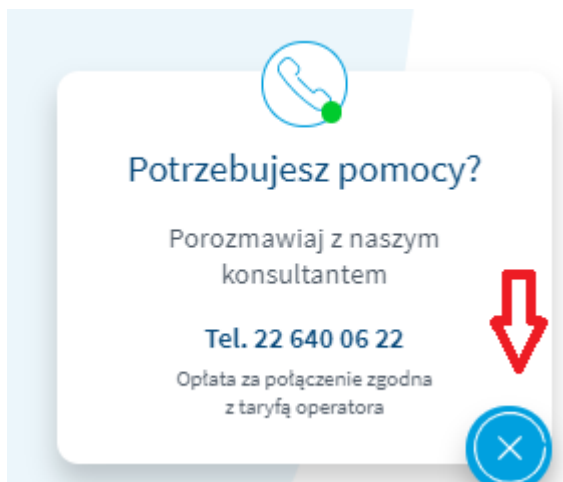 Potrzebujesz pomocy?
Porozmawiaj z naszym
konsultantem
Tel. 22 640 06 22
Opłata za połączenie zgodna
z taryfą operatora